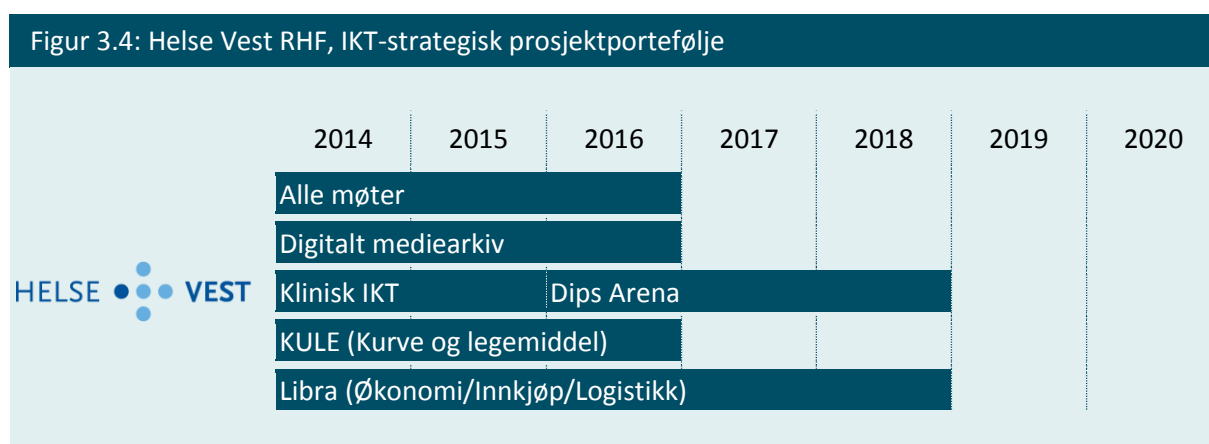 Figur 3.4: Helse Vest RHF, IKT-strategisk prosjektportefølje
2014 2015 2016 2017 2018 2019 2020
Alle møter
Digitalt mediearkiv
HELSE VEST
Klinisk IKT Dips Arena
KULE (Kurve og legemiddel)
Libra (Økonomi/Innkjøp/Logistikk)